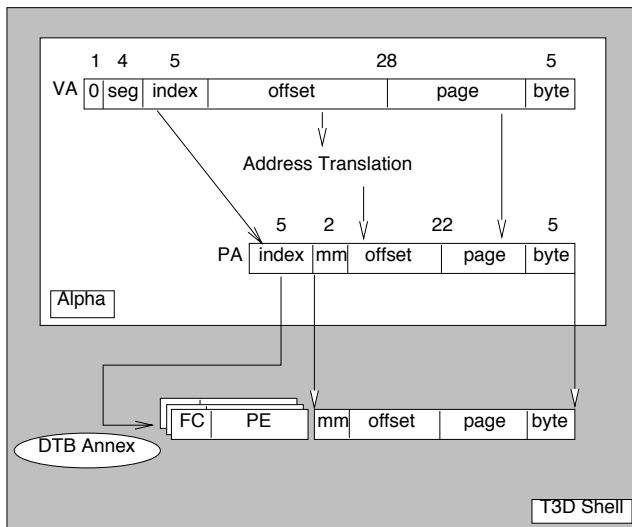 1 4 5 28 5
VA 0 seg index offset page byte
Address Translation
5 2 22 5
PA index mm offset page byte
Alpha
FC PE mm offset page byte
DTB Annex
T3D Shell